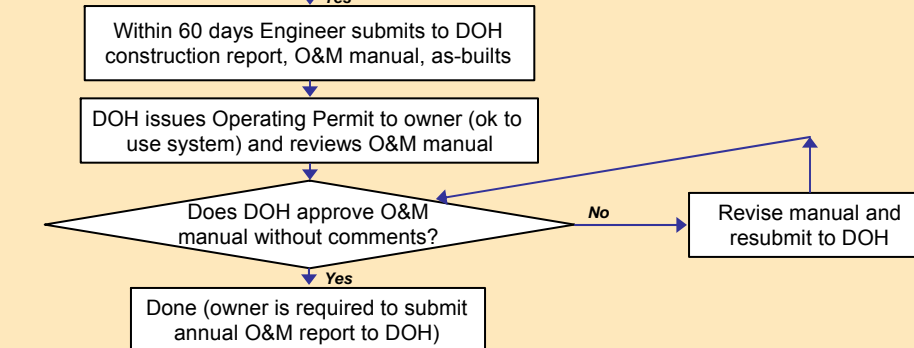 Yes
Within 60 days Engineer submits to DOH
construction report, O&M manual, as-builts
DOH issues Operating Permit to owner (ok to
use system) and reviews O&M manual
Does DOH approve O&M
manual without comments?
No
Revise manual and
resubmit to DOH
Yes
Done (owner is required to submit
annual O&M report to DOH)